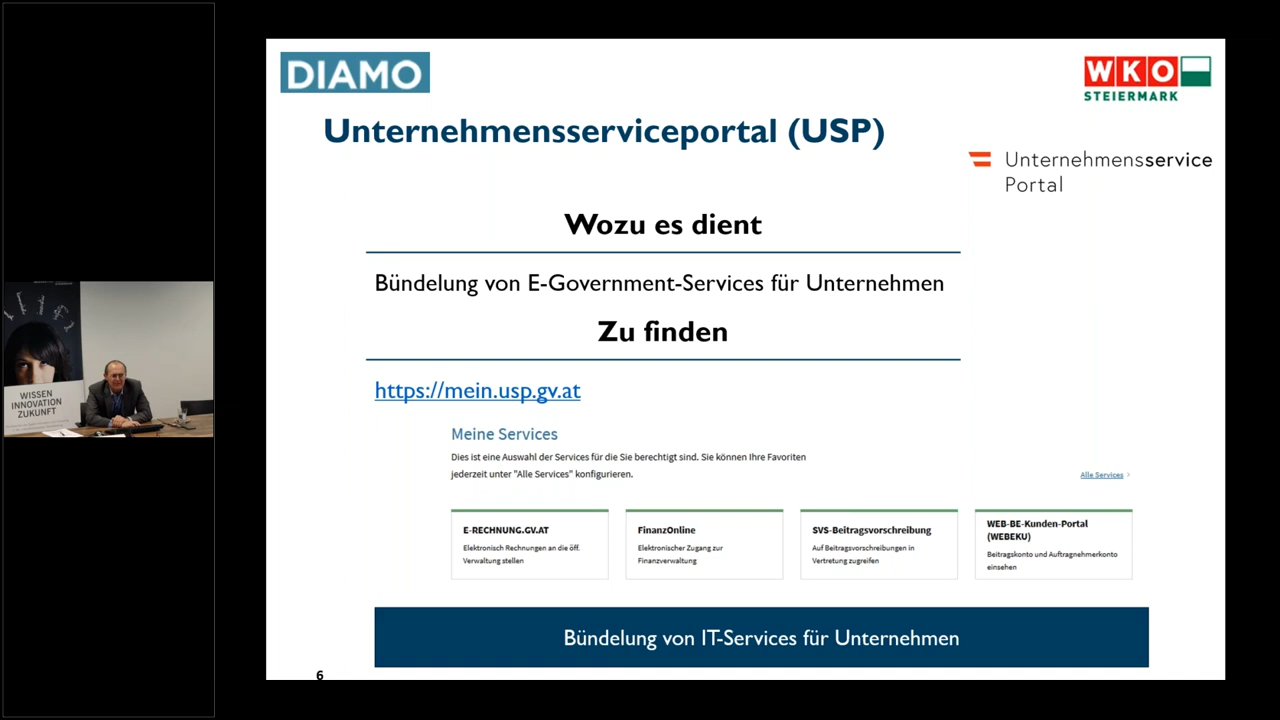 DIAMO
WKO
STEIERMARK
Unternehmensserviceportal (USP)
Unternehmensservice
Portal
Wozu es dient
Bündelung von E-Government-Services für Unternehmen
Zu finden
https://mein.usp.gv.at
Meine Services
Dies ist eine Auswahl der Services für die Sie berechtigt sind. Sie können Ihre Favoriten
jederzeit unter "Alle Services" konfigurieren.
Alle Services
E-RECHNUNG.GV.AT
Elektronisch Rechnungen an die öff.
Verwaltung stellen
FinanzOnline
Elektronischer Zugang zur
Finanzverwaltung
SVS-Beitragsvorschreibung
Auf Beitragsvorschreibungen in
Vertretung zugreifen
WEB-BE-Kunden-Portal
(WEBEKU)
Beitragskonto und Auftragnehmerkonto
einsehen
Bündelung von IT-Services für Unternehmen
6
WISSEN
INNOVATION
ZUKUNFT